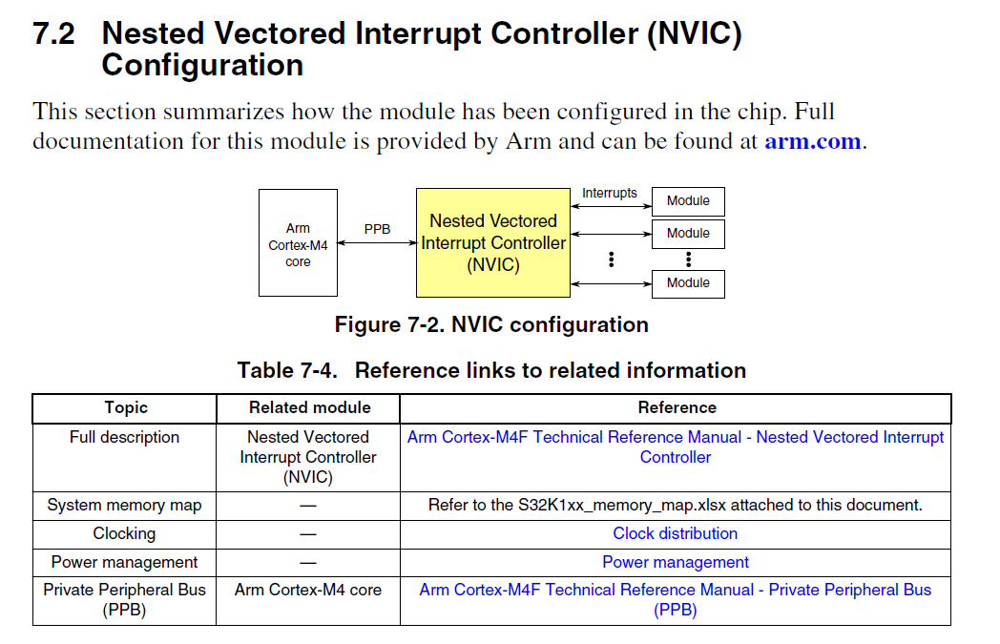 7.2 Nested Vectored Interrupt Controller (NVIC)
Configuration
This section summarizes how the module has been configured in the chip. Full
documentation for this module is provided by Arm and can be found at arm.com.
Arm
Cortex-M4
core
PPB
Nested Vectored
Interrupt Controller
(NVIC)
Interrupts
Module
Module
Module
Figure 7-2. NVIC configuration
Table 7-4. Reference links to related information
Topic Related module Reference
Full description Nested Vectored Arm Cortex-M4F Technical Reference Manual - Nested Vectored Interrupt
Interrupt Controller Controller
(NVIC)
System memory map — Refer to the S32K1xx_memory_map.xlsx attached to this document.
Clocking — Clock distribution
Power management — Power management
Private Peripheral Bus Arm Cortex-M4 core Arm Cortex-M4F Technical Reference Manual - Private Peripheral Bus
(PPB) (PPB)